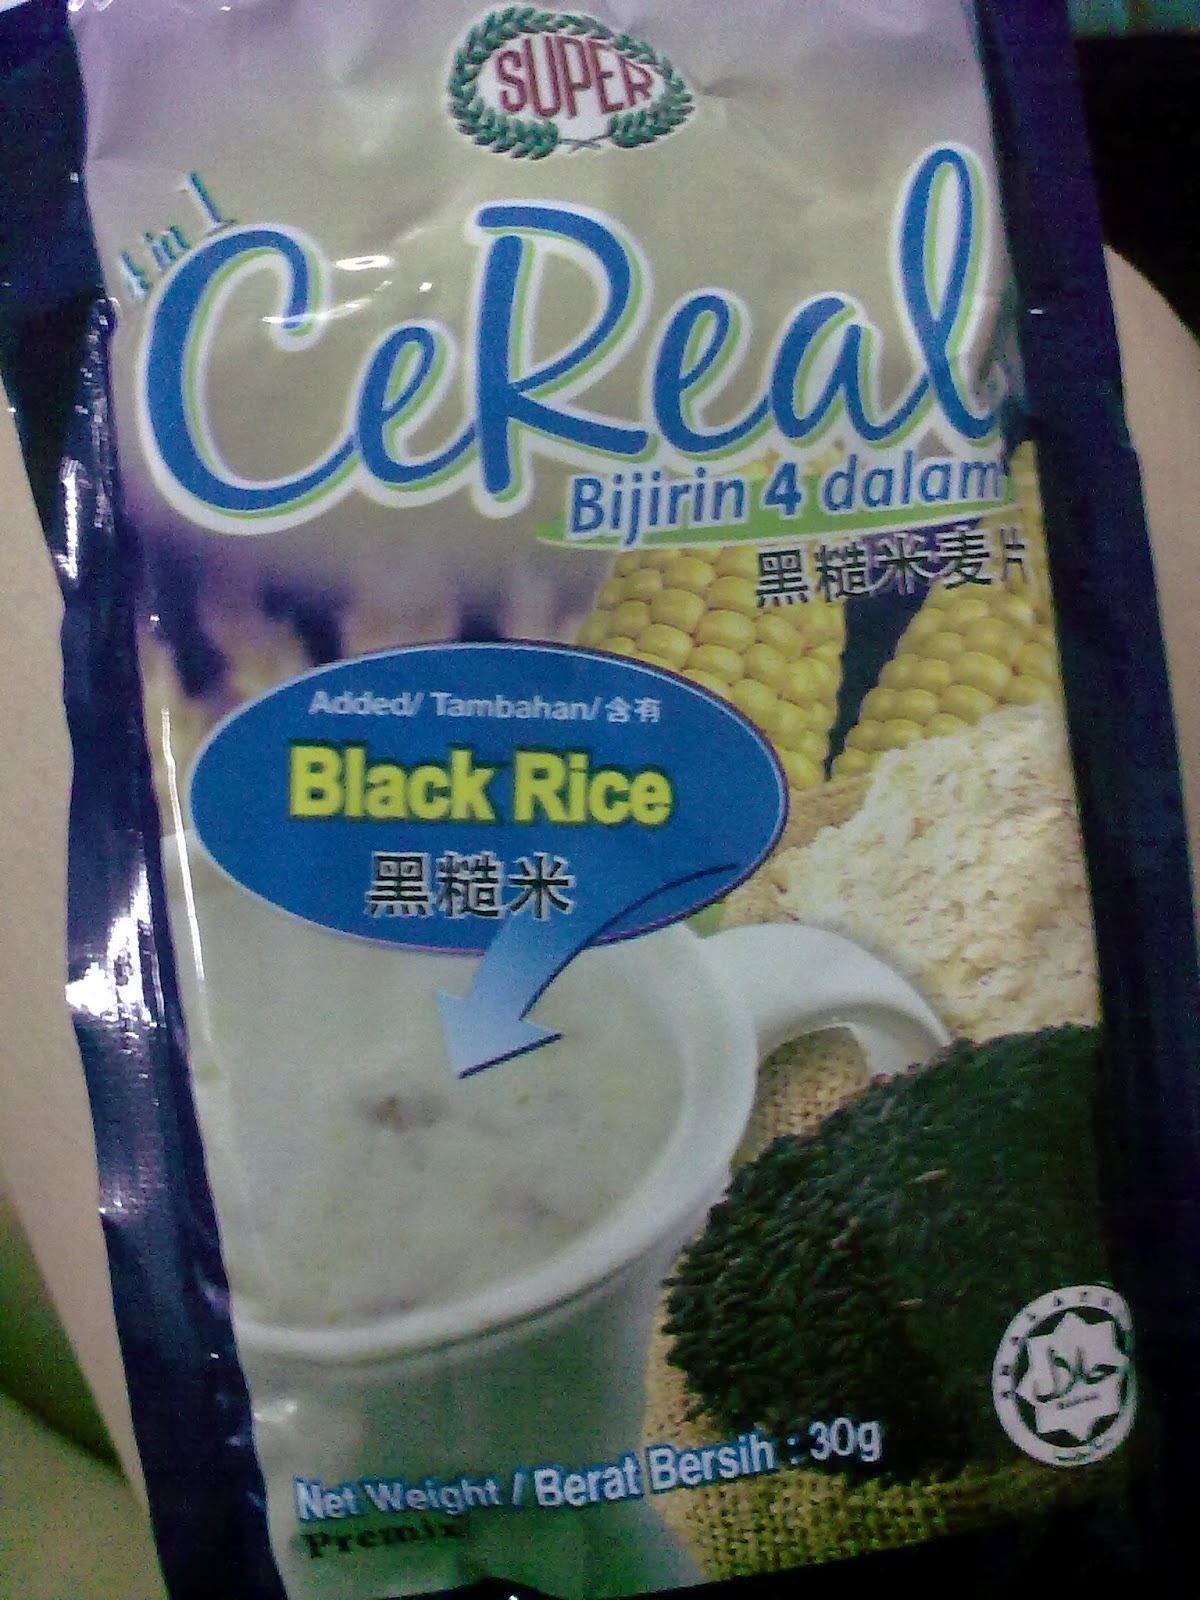 SUPER
4 in 1
CeReal
Bijirin 4 dalam
黑糙米麦片
Added/ Tambahan/ 含有
Black Rice
黑糙米
حلال
Net Weight / Berat Bersih : 30g
Premix